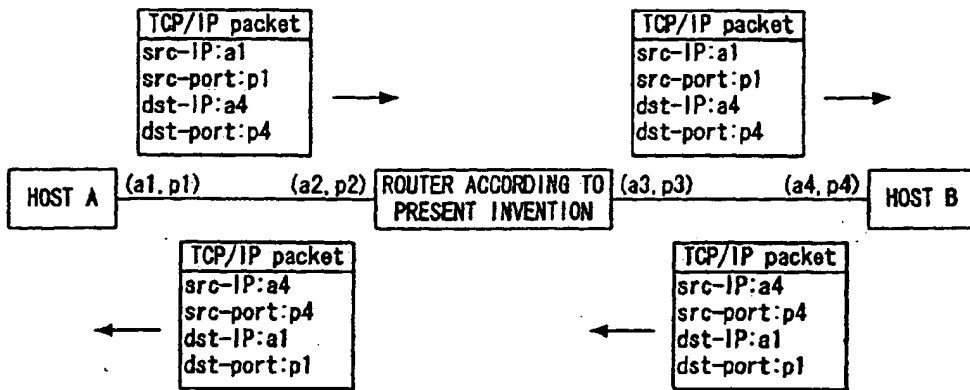 TCP/IP packet
src-IP:a1
src-port:p1
dst-IP:a4
dst-port:p4
TCP/IP packet
src-IP:a1
src-port:p1
dst-IP:a4
dst-port:p4
HOST A
(a1, p1)
(a2, p2)
ROUTER ACCORDING TO
PRESENT INVENTION
(a3, p3)
(a4, p4)
HOST B
TCP/IP packet
src-IP:a4
src-port:p4
dst-IP:a1
dst-port:p1
TCP/IP packet
src-IP:a4
src-port:p4
dst-IP:a1
dst-port:p1